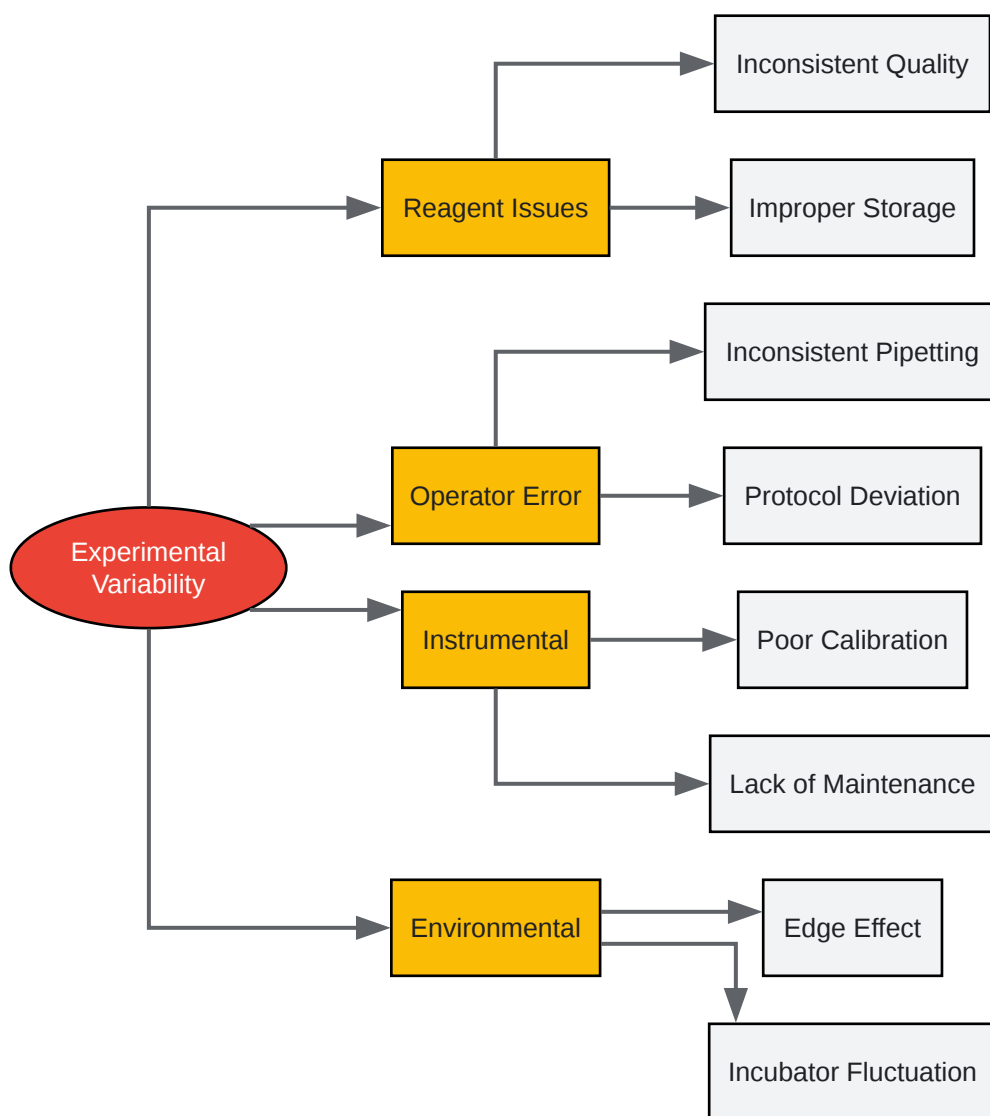 Inconsistent Quality
Reagent Issues
Improper Storage
Inconsistent Pipetting
Operator Error
Protocol Deviation
Experimental
Variability
Instrumental
Poor Calibration
Lack of Maintenance
Environmental
Edge Effect
Incubator Fluctuation